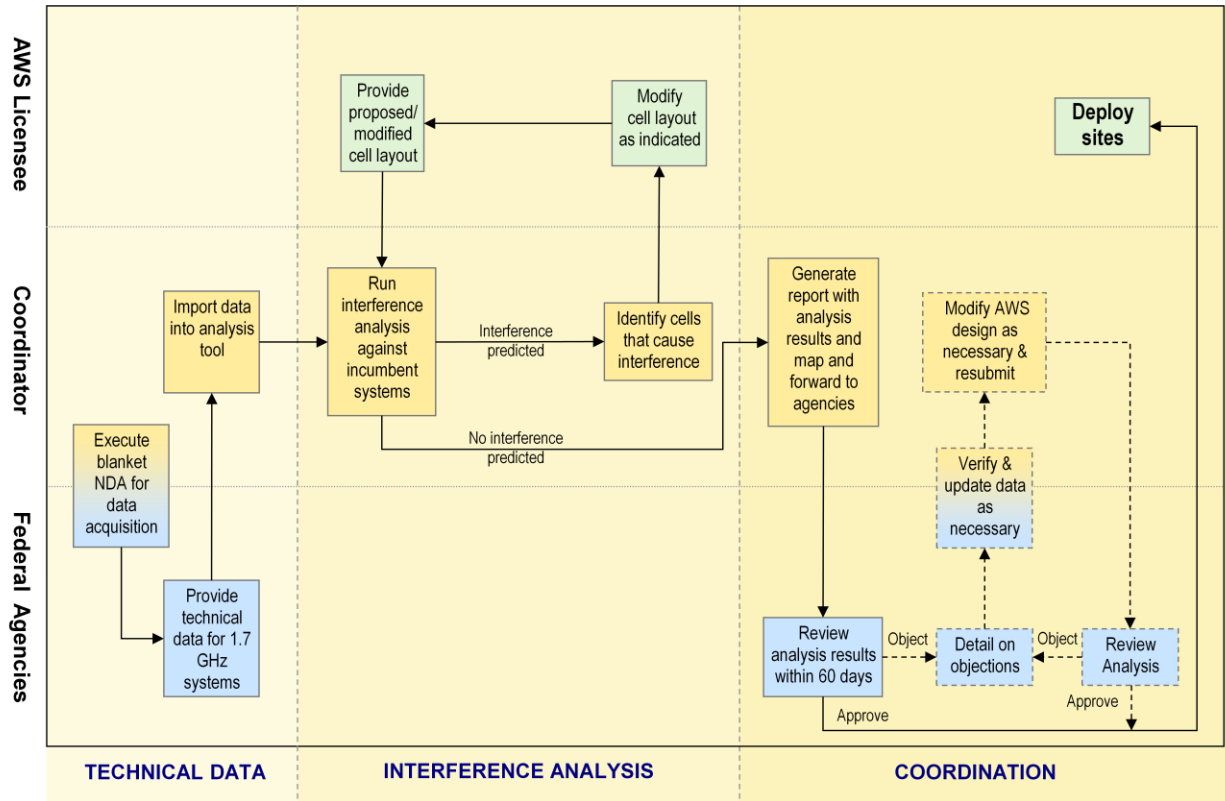 AWS Licensee
Provide
proposed/
modified
cell layout
Modify
cell layout
as indicated
Deploy
sites
Coordinator
Import data
into analysis
tool
Run
interference
analysis
against
incumbent
systems
Interference
predicted
Identify cells
that cause
interference
No interference
predicted
Generate
report with
analysis
results and
map and
forward to
agencies
Modify AWS
design as
necessary &
resubmit
Execute
blanket
NDA for
data
acquisition
Verify &
update data
as
necessary
Federal Agencies
Provide
technical
data for 1.7
GHz
systems
Review
analysis results
within 60 days
Object
Detail on
objections
Object
Review
Analysis
Approve
Approve
TECHNICAL DATA
INTERFERENCE ANALYSIS
COORDINATION